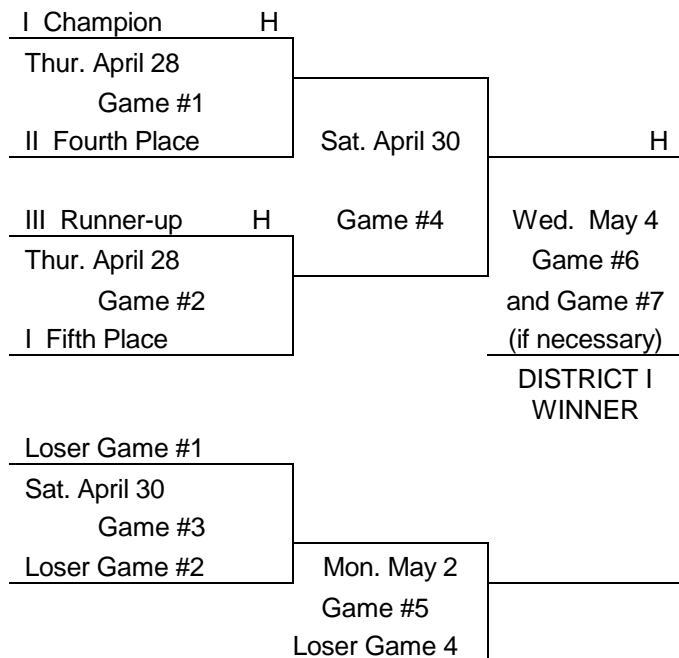 I Champion H
Thur. April 28
Game #1
II Fourth Place
Sat. April 30
H
III Runner-up H
Game #4
Wed. May 4
Thur. April 28
Game #6
Game #2
and Game #7
I Fifth Place
(if necessary)
DISTRICT I
WINNER
Loser Game #1
Sat. April 30
Game #3
Loser Game #2
Mon. May 2
Game #5
Loser Game 4